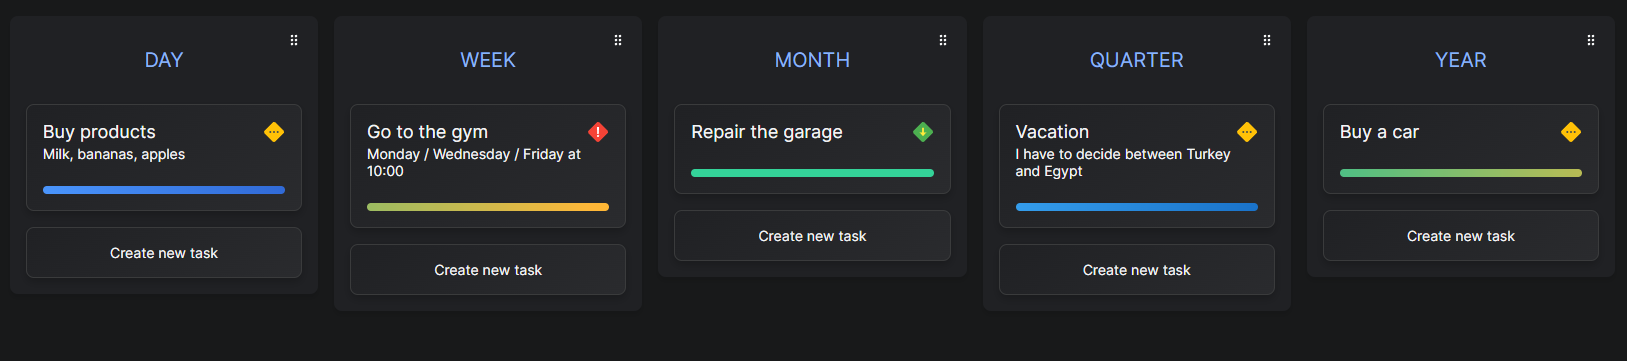 DAY
Buy products
Milk, bananas, apples
Create new task
WEEK
Go to the gym
Monday / Wednesday / Friday at
10:00
Create new task
MONTH
Repair the garage
Create new task
QUARTER
Vacation
I have to decide between Turkey
and Egypt
Create new task
YEAR
Buy a car
Create new task